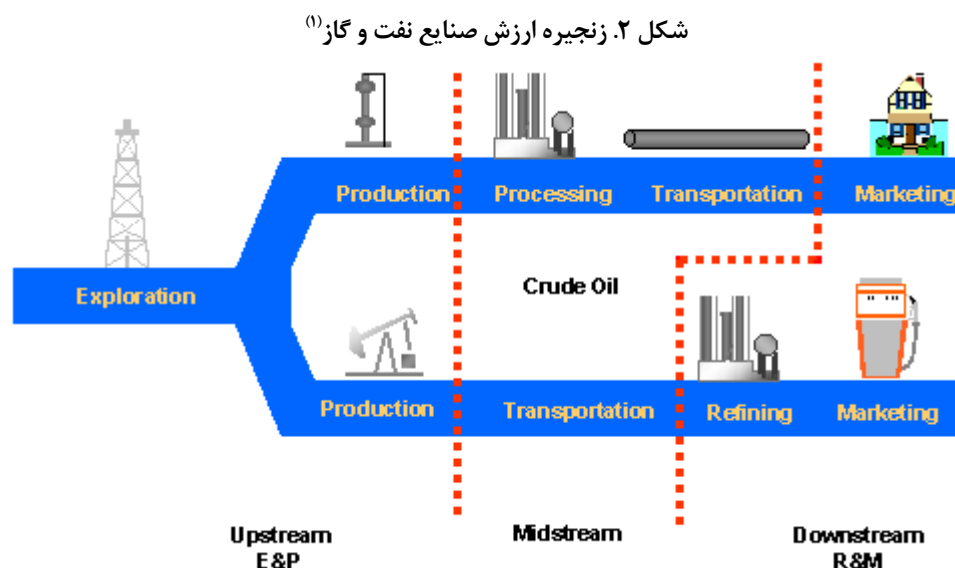 شکل ۲. زنجیره ارزش صنایع نفت و گاز(۱)
Production Processing Transportation Marketing
Exploration
Crude Oil
Production Transportation Refining Marketing
Upstream Midstream Downstream
E&P R&M